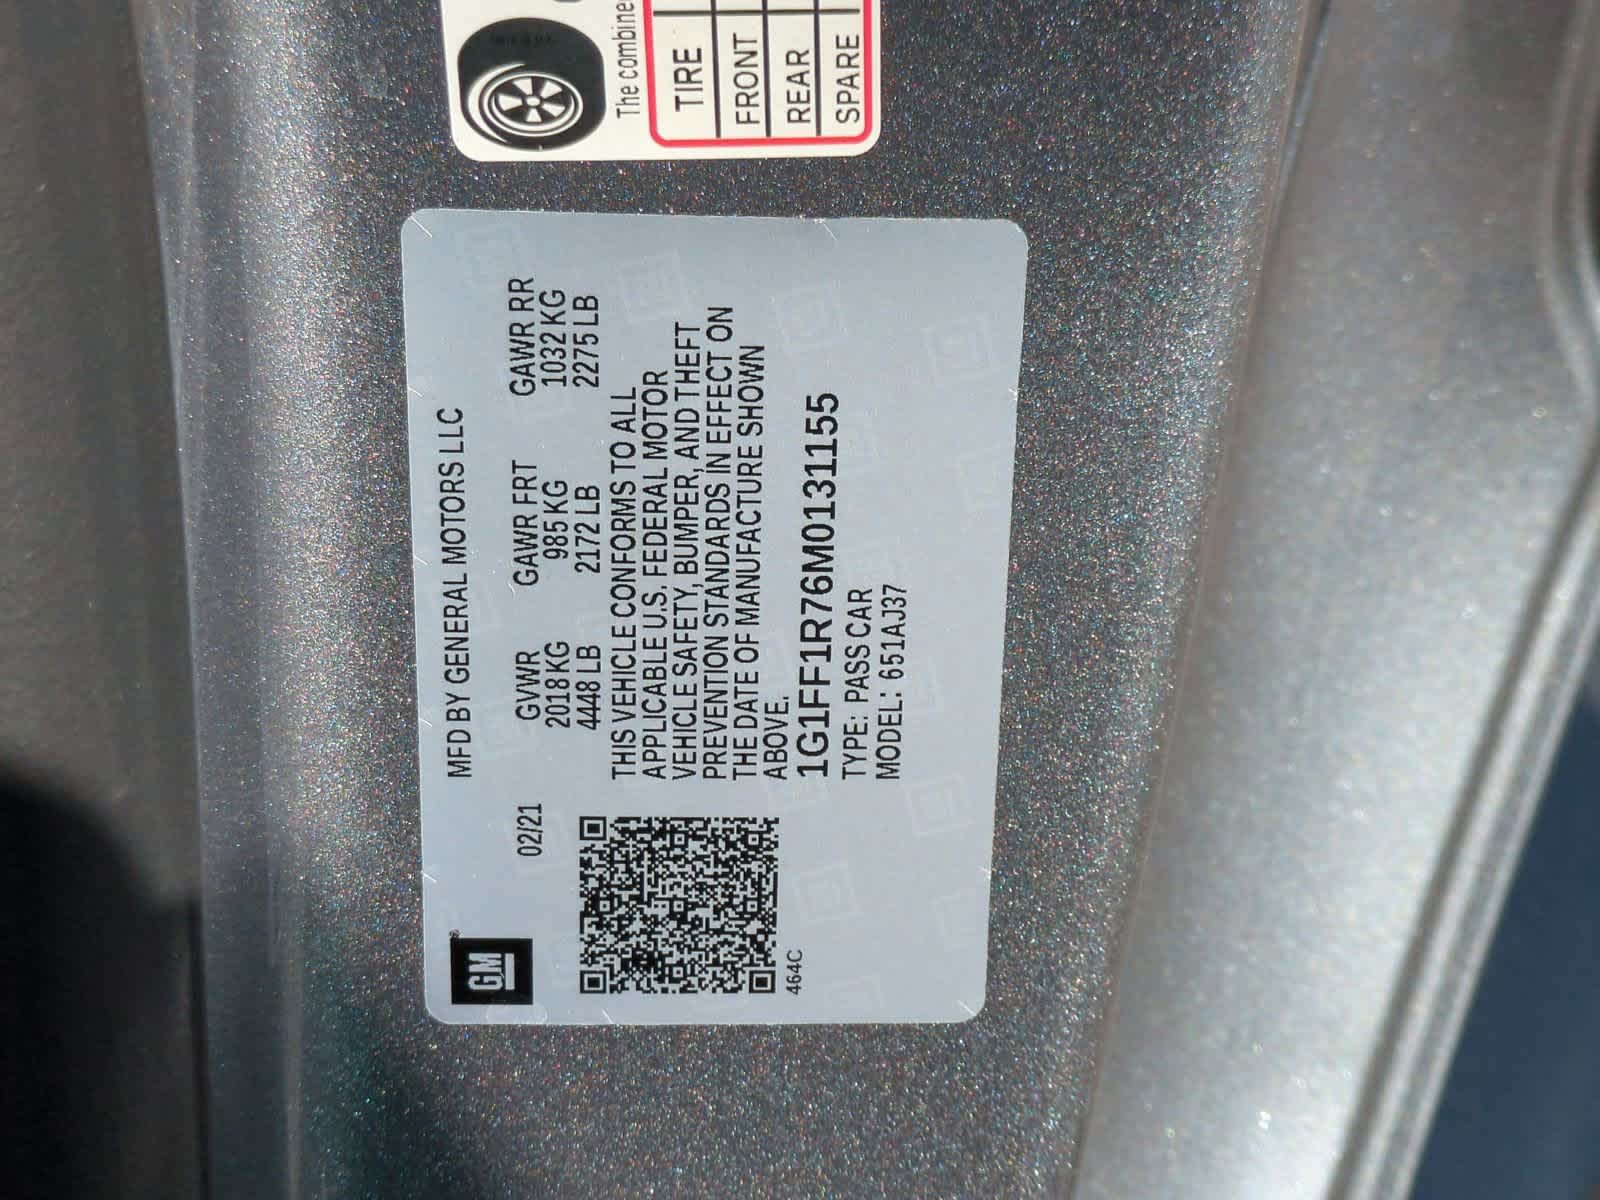 The combine
TIRE
FRONT
REAR
SPARE
GM
®
MFD BY GENERAL MOTORS LLC
02/21
GVWR GAWR FRT GAWR RR
2018 KG 985 KG 1032 KG
4448 LB 2172 LB 2275 LB
THIS VEHICLE CONFORMS TO ALL
APPLICABLE U.S. FEDERAL MOTOR
VEHICLE SAFETY, BUMPER, AND THEFT
PREVENTION STANDARDS IN EFFECT ON
THE DATE OF MANUFACTURE SHOWN
ABOVE.
1G1FF1R76M0131155
TYPE: PASS CAR
MODEL: 651AJ37
464C